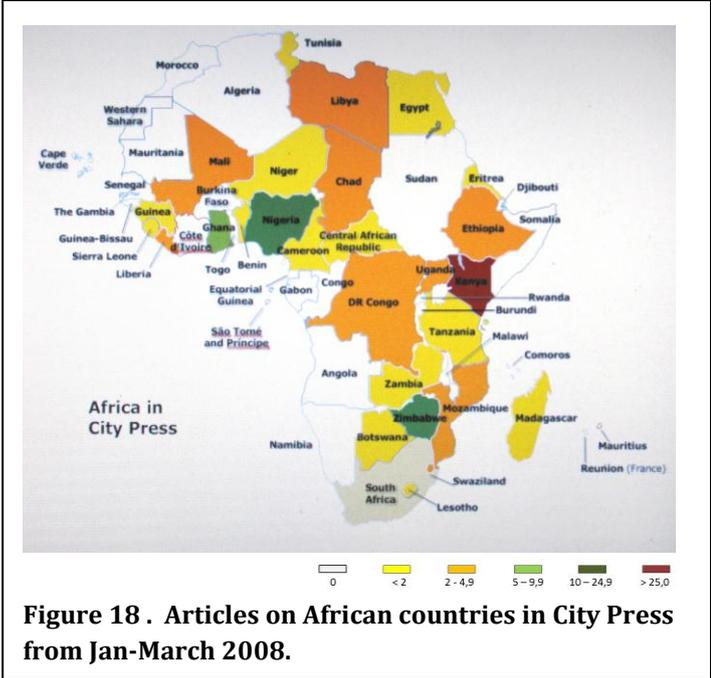 Tunisia
Morocco
Algeria
Libya
Egypt
Western
Sahara
Cape
Verde
Mauritania
Mali
Niger
Chad
Sudan
Eritrea
Djibouti
Senegal
Burkina
Faso
The Gambia
Guinea
Nigeria
Ethiopia
Somalia
Guinea-Bissau
Côte
d'Ivoire
Ghana
Central African
Republic
Cameroon
Sierra Leone
Liberia
Togo
Benin
Uganda
Kenya
Equatorial
Guinea
Gabon
Congo
DR Congo
Rwanda
Burundi
São Tomé
and Príncipe
Tanzania
Malawi
Comoros
Angola
Zambia
Africa in
City Press
Zimbabwe
Mozambique
Madagascar
Namibia
Botswana
Mauritius
Reunion (France)
South
Africa
Swaziland
Lesotho
0
< 2
2 - 4,9
5 – 9,9
10 – 24,9
> 25,0
Figure 18 . Articles on African countries in City Press
from Jan-March 2008.